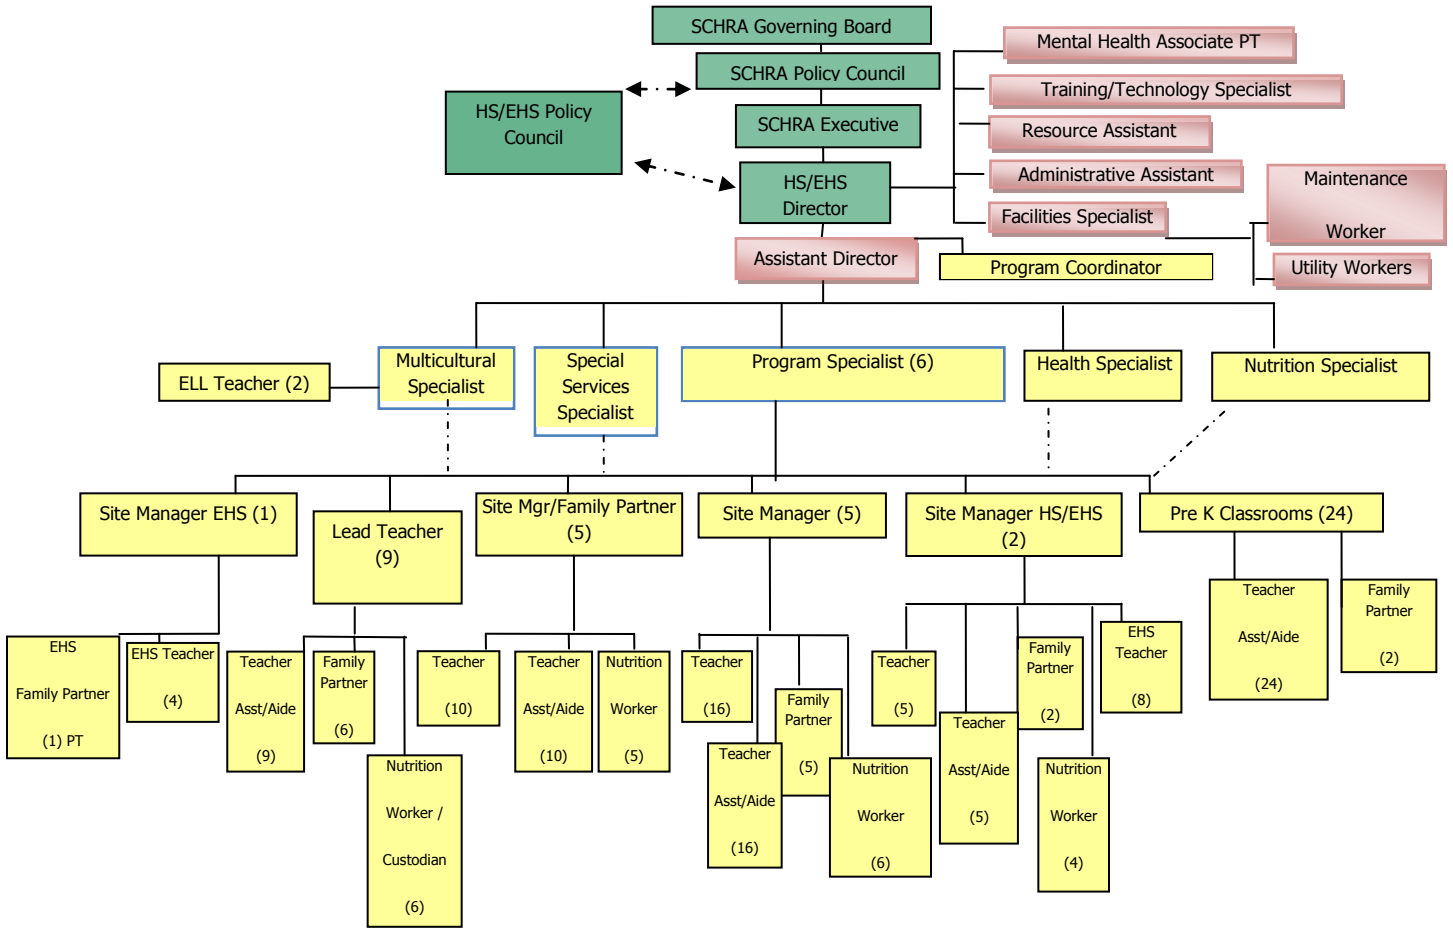 SCHRA Governing Board
SCHRA Policy Council
HS/EHS Policy
Council
SCHRA Executive
HS/EHS
Director
Mental Health Associate PT
Training/Technology Specialist
Resource Assistant
Administrative Assistant
Facilities Specialist
Maintenance
Worker
Utility Workers
Assistant Director
Program Coordinator
ELL Teacher (2)
Multicultural
Specialist
Special
Services
Specialist
Program Specialist (6)
Health Specialist
Nutrition Specialist
Site Manager EHS (1)
Lead Teacher
(9)
Site Mgr/Family Partner
(5)
Site Manager (5)
Site Manager HS/EHS
(2)
Pre K Classrooms (24)
EHS
Family Partner
(1) PT
EHS Teacher
(4)
Teacher
Asst/Aide
(9)
Family
Partner
(6)
Nutrition
Worker /
Custodian
(6)
Teacher
(10)
Teacher
Asst/Aide
(10)
Nutrition
Worker
(5)
Teacher
(16)
Teacher
Asst/Aide
(16)
Family
Partner
(5)
Nutrition
Worker
(6)
Teacher
(5)
Teacher
Asst/Aide
(5)
Family
Partner
(2)
Nutrition
Worker
(4)
EHS
Teacher
(8)
Teacher
Asst/Aide
(24)
Family
Partner
(2)